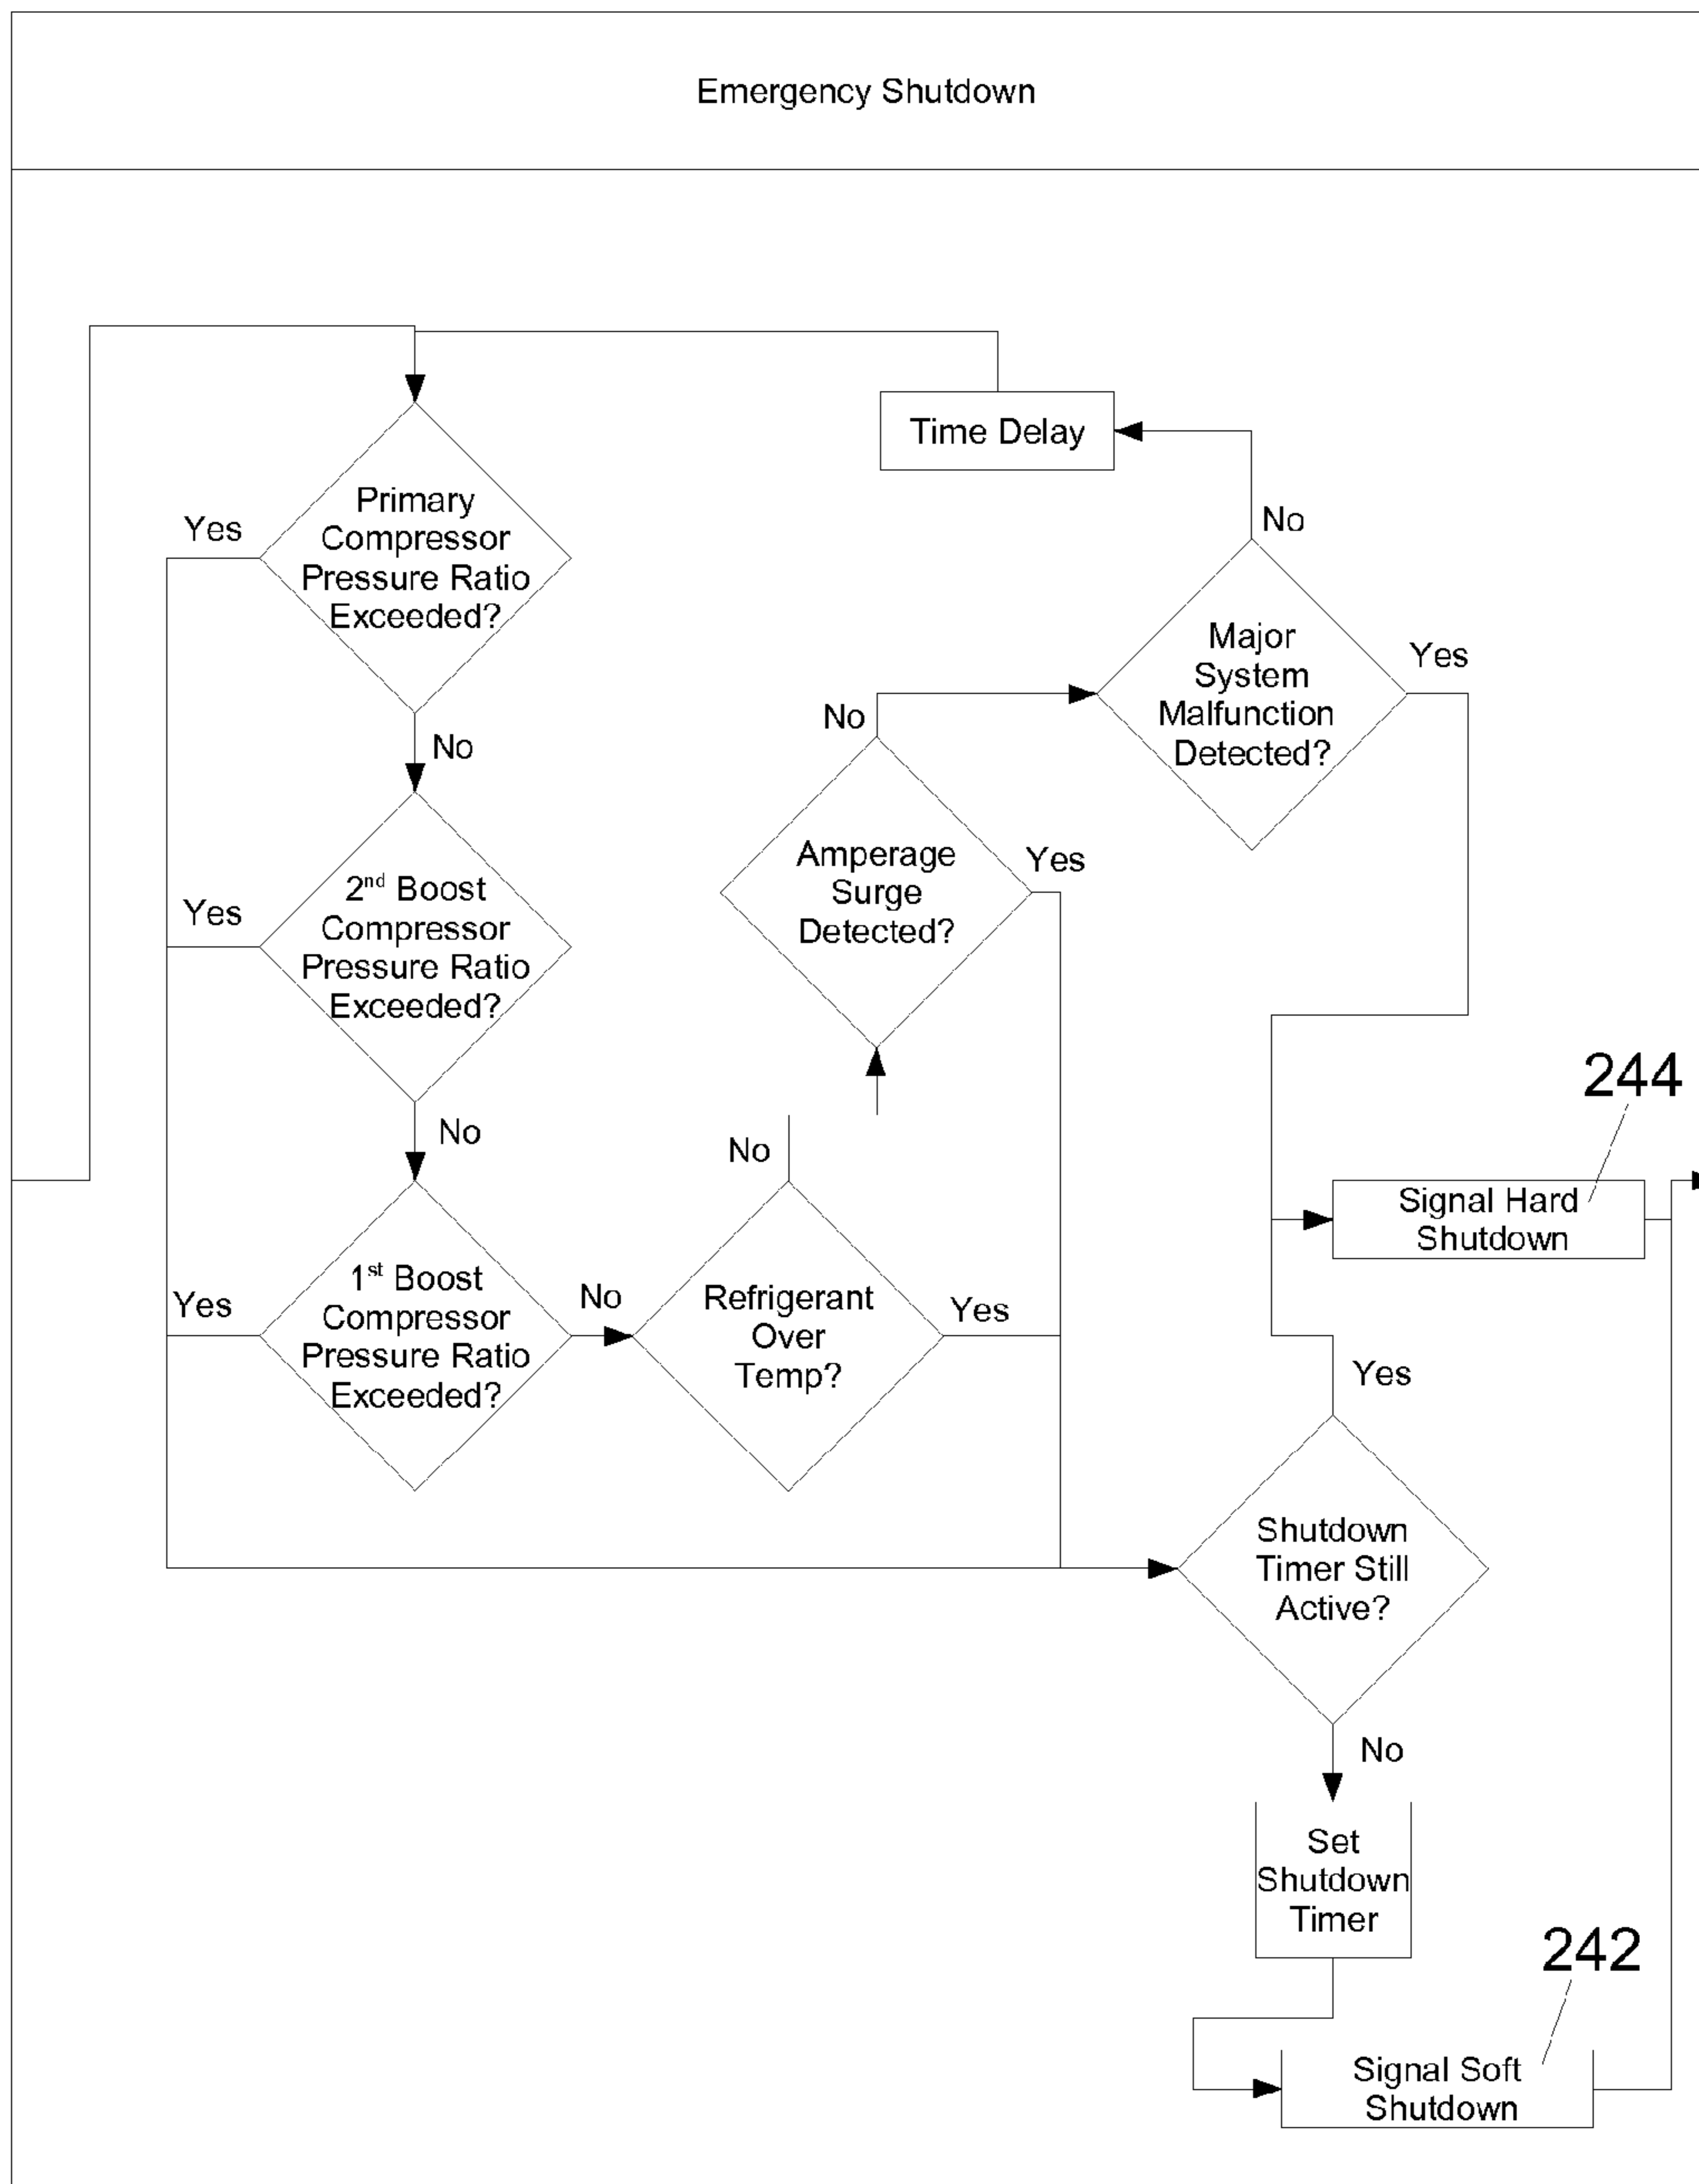 Emergency Shutdown
Time Delay
Primary
Compressor
Pressure Ratio
Exceeded?
Yes
No
No
Major
System
Malfunction
Detected?
Yes
No
Amperage
Surge
Detected?
Yes
2nd Boost
Compressor
Pressure Ratio
Exceeded?
Yes
No
244
Signal Hard
Shutdown
No
1st Boost
Compressor
Pressure Ratio
Exceeded?
Yes
No
Refrigerant
Over
Temp?
Yes
Yes
Shutdown
Timer Still
Active?
No
Set
Shutdown
Timer
242
Signal Soft
Shutdown